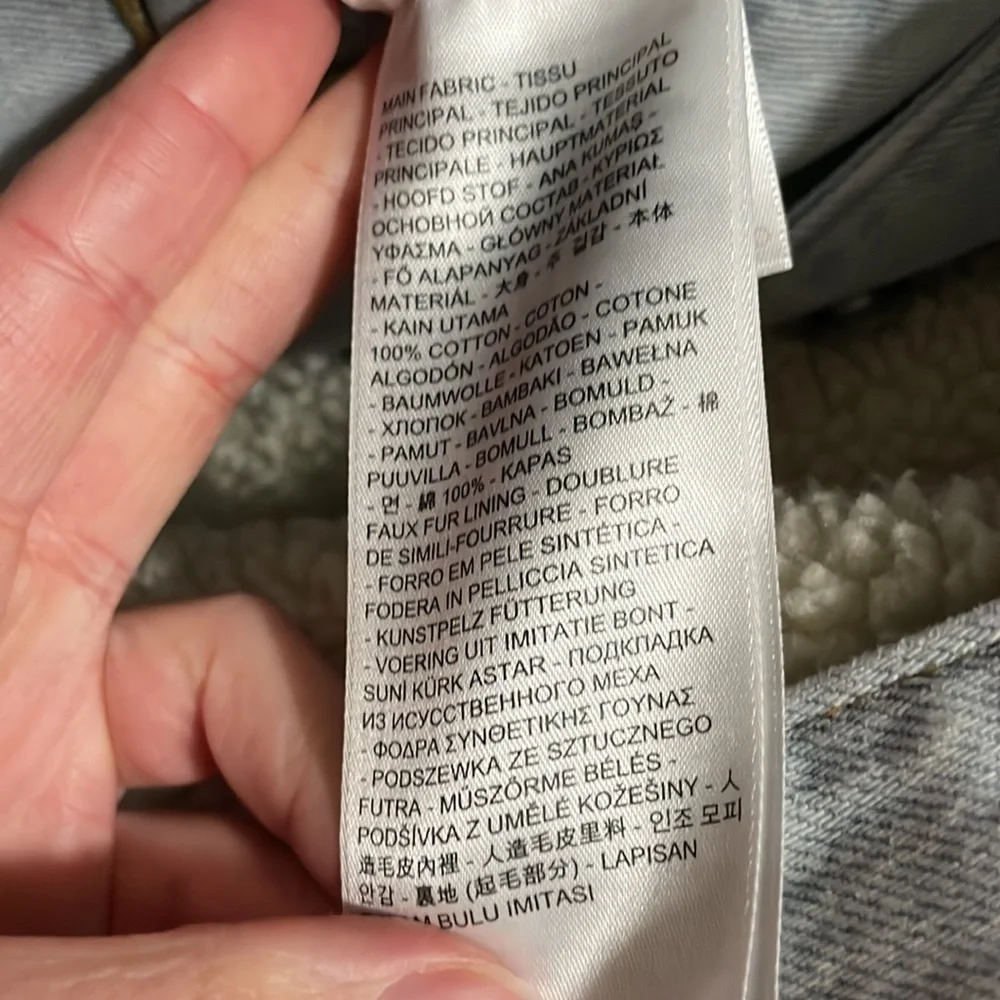 MAIN FABRIC - TISSU
PRINCIPAL - TEJIDO PRINCIPAL
- TECIDO PRINCIPAL - TESSUTO
PRINCIPALE - HAUPTMATERIAL
- HOOFD STOF - ANA KUMAS -
ОСНОВНОЙ СОСТАВ - ΚΥΡΙΩΣ
ΥΦΑΣΜΑ - GŁÓWNY MATERIAŁ
- FŐ ALAPANYAG - ZÁKLADNÍ
MATERIÁL - 大身 - 주 길감 - 本体
- KAIN UTAMA
100% COTTON - COTON -
ALGODÓN - ALGODÃO - COTONE
- BAUMWOLLE - KATOEN - PAMUK
- ХЛОПОК - BAMBAKI - BAWEŁNA
- PAMUT - BAVLNA - BOMULD -
PUUVILLA - BOMULL - BOMBAŽ - 棉
- 면 - 綿 100% - KAPAS
FAUX FUR LINING - DOUBLURE
DE SIMILI-FOURRURE - FORRO
- FORRO EM PELE SINTÉTICA -
FODERA IN PELLICCIA SINTETICA
- KUNSTPELZ FÜTTERUNG
- VOERING UIT IMITATIE BONT -
SUNİ KÜRK ASTAR - ПОДКЛАДКА
ИЗ ИСУССТВЕННОГО МЕХА
- ΦΟΔΡΑ ΣΥΝΘΕΤΙΚΗΣ ΓΟΥΝΑΣ
- PODSZEWKA ZE SZTUCZNEGO
FUTRA - MŰSZŐRME BÉLÉS -
PODŠÍVKA Z UMĚLÉ KOŽEŠINY - 人
造毛皮內裡 - 人造毛皮里料 - 인조 모피
안감 - 裏地 (起毛部分) - LAPISAN
BULU IMITASI